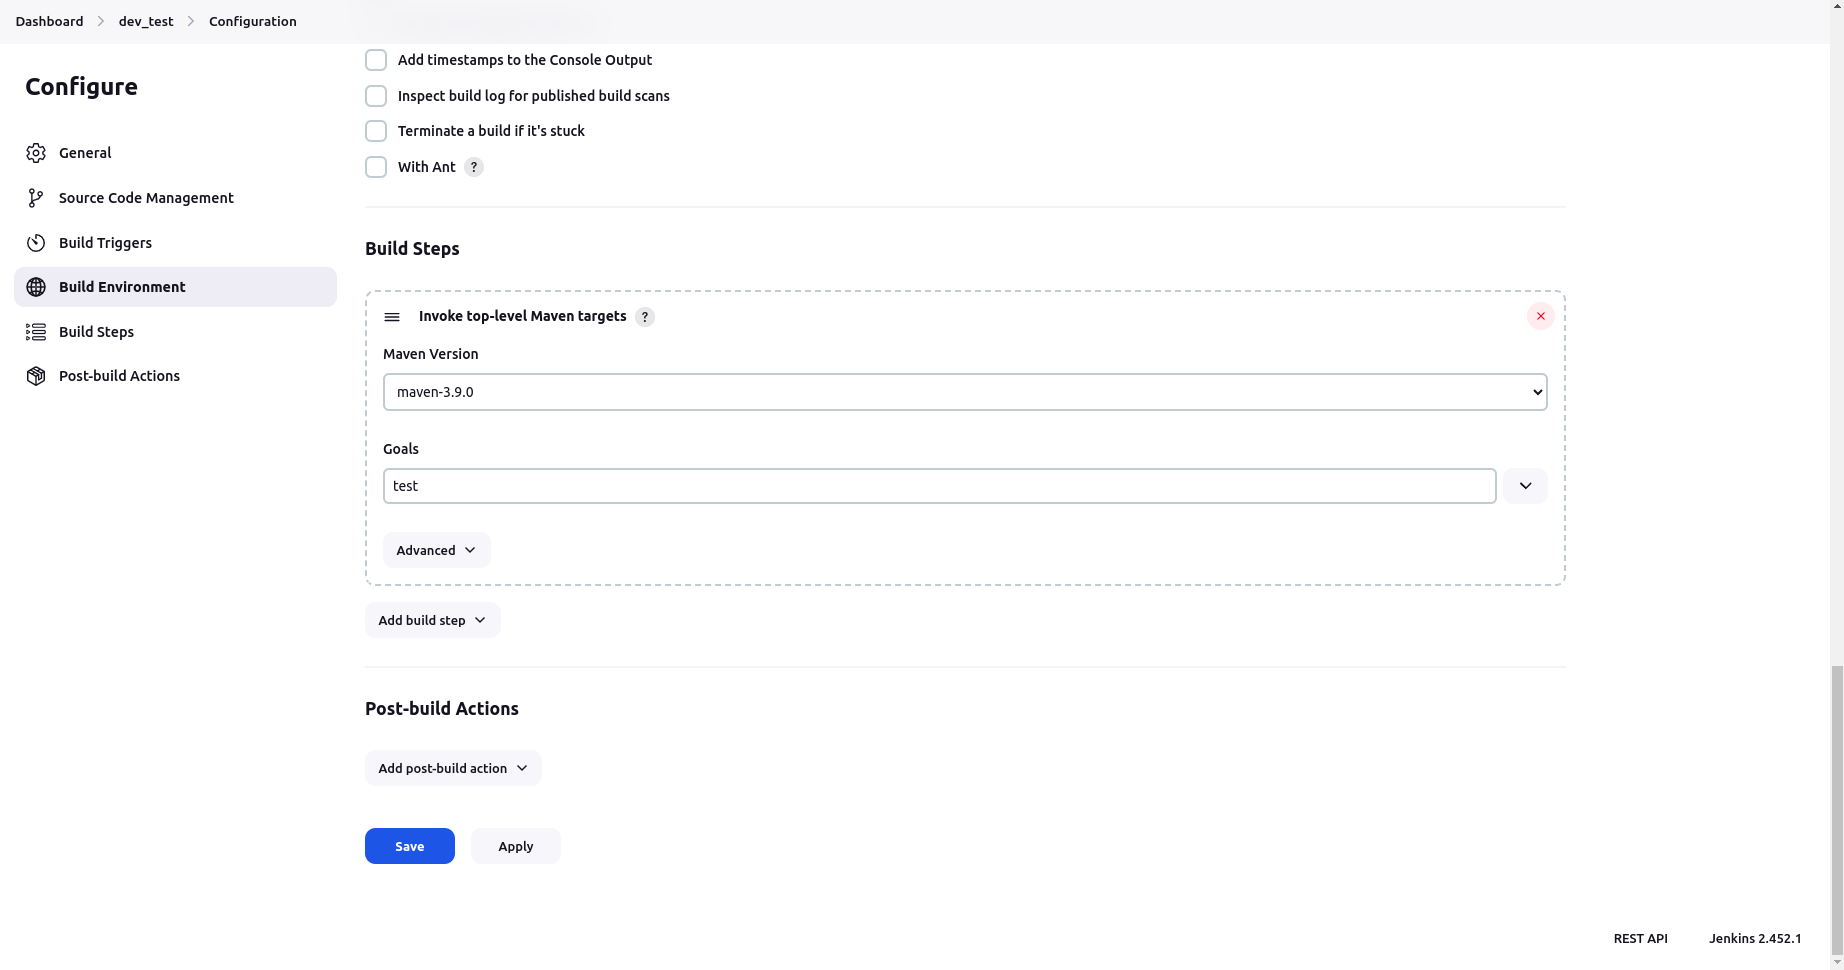 Dashboard > dev_test > Configuration
Configure
General
Source Code Management
Build Triggers
Build Environment
Build Steps
Post-build Actions
Add timestamps to the Console Output
Inspect build log for published build scans
Terminate a build if it's stuck
With Ant ?
Build Steps
Invoke top-level Maven targets ?
Maven Version
maven-3.9.0
Goals
test
Advanced
Add build step
Post-build Actions
Add post-build action
Save Apply
REST API Jenkins 2.452.1